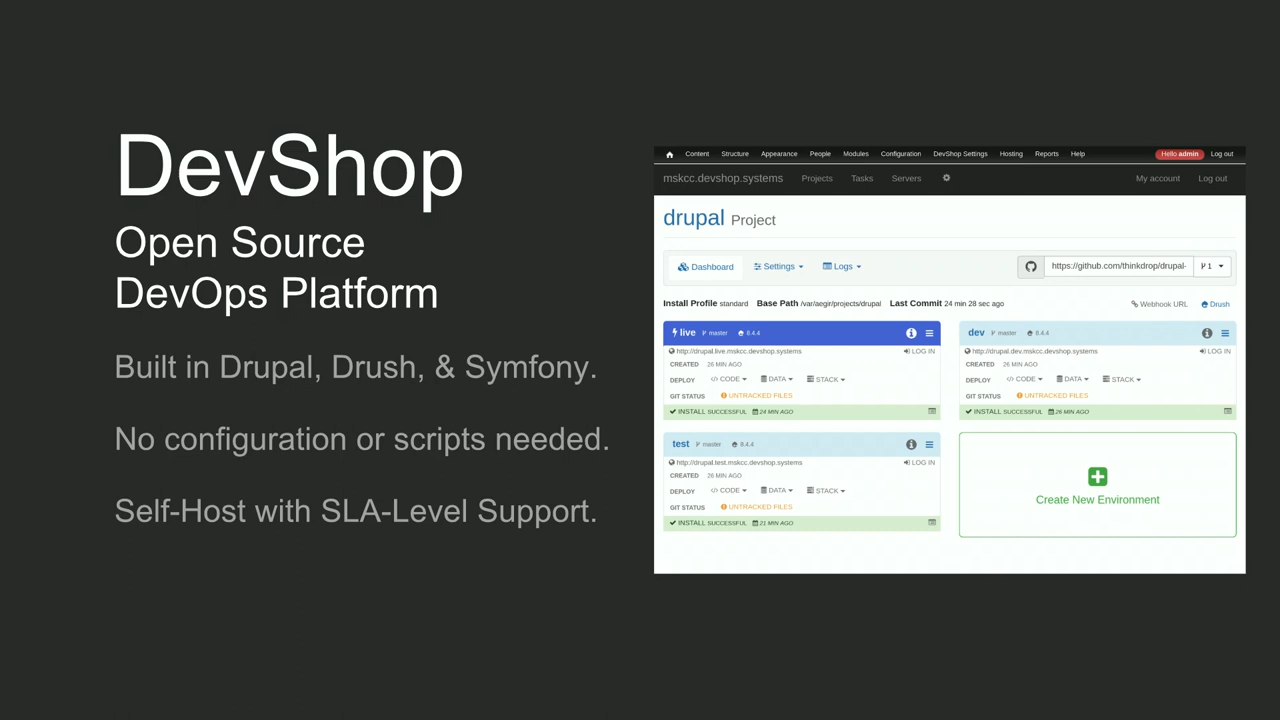 DevShop
Open Source
DevOps Platform
Built in Drupal, Drush, & Symfony.
No configuration or scripts needed.
Self-Host with SLA-Level Support.
Content Structure Appearance People Modules Configuration DevShop Settings Hosting Reports Help Hello admin Log out
mskcc.devshop.systems Projects Tasks Servers My account Log out
drupal Project
Dashboard Settings Logs https://github.com/thinkdrop/drupal- 1
Install Profile standard Base Path /var/aegir/projects/drupal Last Commit 24 min 28 sec ago Webhook URL Drush
live master 8.4.4
http://drupal.live.mskcc.devshop.systems LOG IN
CREATED 26 MIN AGO
DEPLOY CODE DATA STACK
GIT STATUS UNTRACKED FILES
INSTALL SUCCESSFUL 24 MIN AGO
dev master 8.4.4
http://drupal.dev.mskcc.devshop.systems LOG IN
CREATED 26 MIN AGO
DEPLOY CODE DATA STACK
GIT STATUS UNTRACKED FILES
INSTALL SUCCESSFUL 26 MIN AGO
test master 8.4.4
http://drupal.test.mskcc.devshop.systems LOG IN
CREATED 26 MIN AGO
DEPLOY CODE DATA STACK
GIT STATUS UNTRACKED FILES
INSTALL SUCCESSFUL 21 MIN AGO
Create New Environment